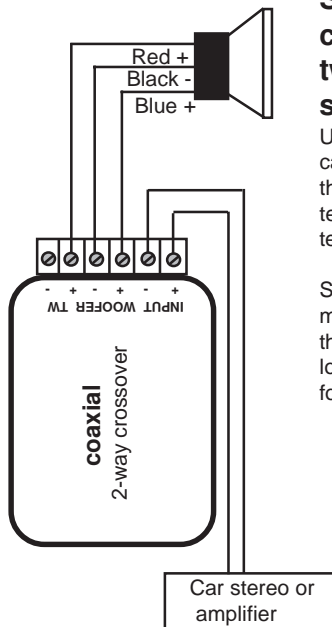 Red +
Black -
Blue +
- + - + - +
TW WOOFER INPUT
coaxial
2-way crossover
Car stereo or
amplifier